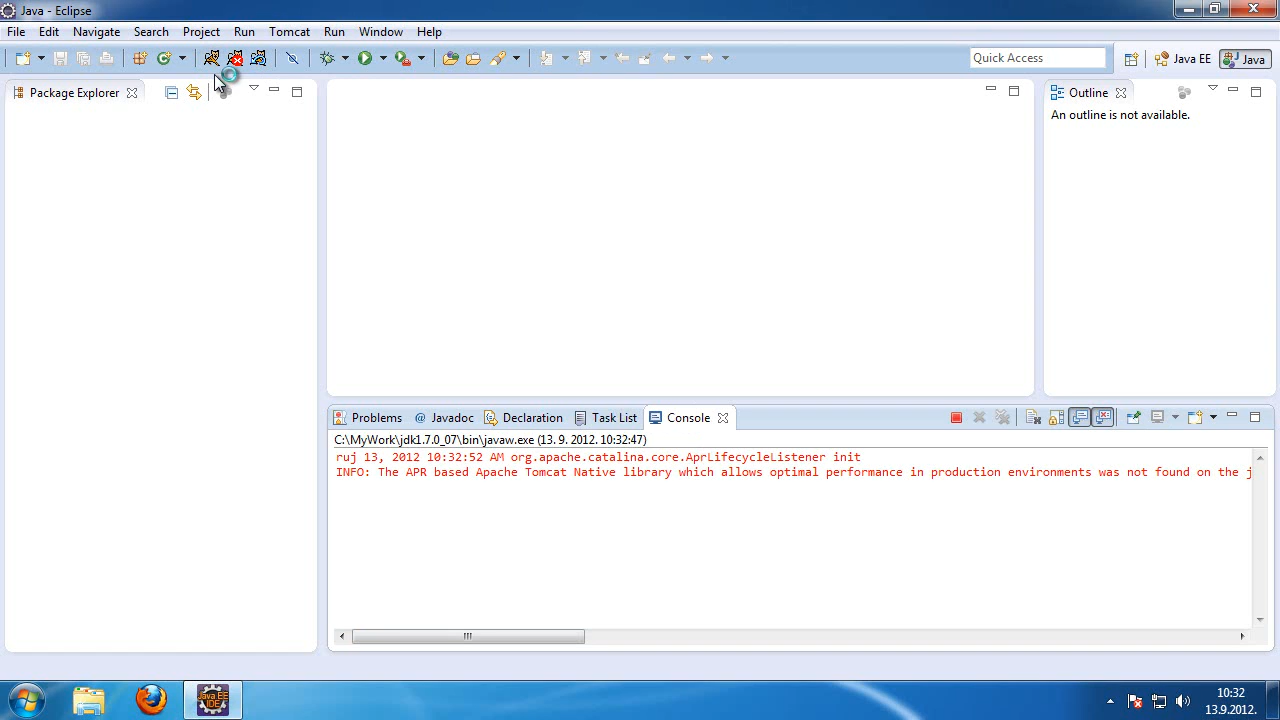 Java - Eclipse
File Edit Navigate Search Project Run Tomcat Run Window Help
Quick Access Java EE Java
Package Explorer
Outline
An outline is not available.
Problems @ Javadoc Declaration Task List Console
C:\MyWork\jdk1.7.0_07\bin\javaw.exe (13. 9. 2012. 10:32:47)
ruj 13, 2012 10:32:52 AM org.apache.catalina.core.AprLifecycleListener init
INFO: The APR based Apache Tomcat Native library which allows optimal performance in production environments was not found on the j
Java EE
IDE
10:32
13.9.2012.